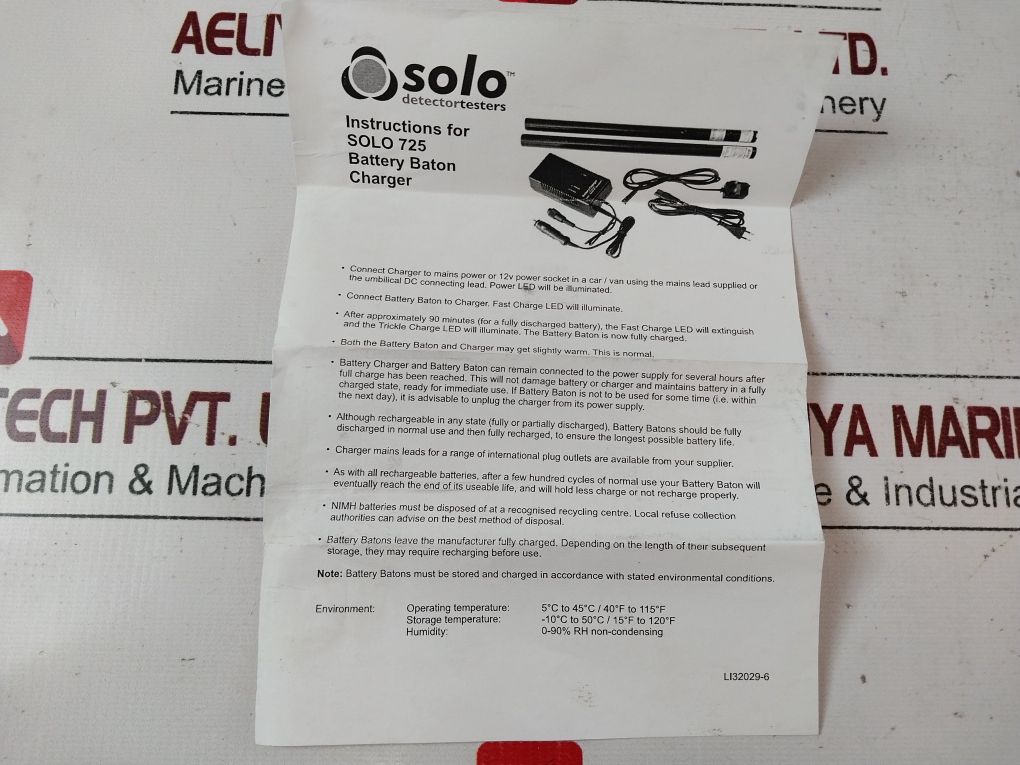 AELIY
TD.
Marine
nery
solo™
detectortesters
Instructions for
SOLO 725
Battery Baton
Charger
• Connect Charger to mains power or 12v power socket in a car / van using the mains lead supplied or
the umbilical DC connecting lead. Power LED will be illuminated.
• Connect Battery Baton to Charger. Fast Charge LED will illuminate.
• After approximately 90 minutes (for a fully discharged battery), the Fast Charge LED will extinguish
and the Trickle Charge LED will illuminate. The Battery Baton is now fully charged.
• Both the Battery Baton and Charger may get slightly warm. This is normal.
• Battery Charger and Battery Baton can remain connected to the power supply for several hours after
full charge has been reached. This will not damage battery or charger and maintains battery in a fully
charged state, ready for immediate use. If Battery Baton is not to be used for some time (i.e. within
the next day), it is advisable to unplug the charger from its power supply.
• Although rechargeable in any state (fully or partially discharged), Battery Batons should be fully
discharged in normal use and then fully recharged, to ensure the longest possible battery life.
• Charger mains leads for a range of international plug outlets are available from your supplier.
• As with all rechargeable batteries, after a few hundred cycles of normal use your Battery Baton will
eventually reach the end of its useable life, and will hold less charge or not recharge properly.
• NIMH batteries must be disposed of at a recognised recycling centre. Local refuse collection
authorities can advise on the best method of disposal.
• Battery Batons leave the manufacturer fully charged. Depending on the length of their subsequent
storage, they may require recharging before use.
Note: Battery Batons must be stored and charged in accordance with stated environmental conditions.
Environment: Operating temperature: 5°C to 45°C / 40°F to 115°F
Storage temperature: -10°C to 50°C / 15°F to 120°F
Humidity: 0-90% RH non-condensing
LI32029-6
TECH PVT.
YA MARI
mation & Mach
e & Industria